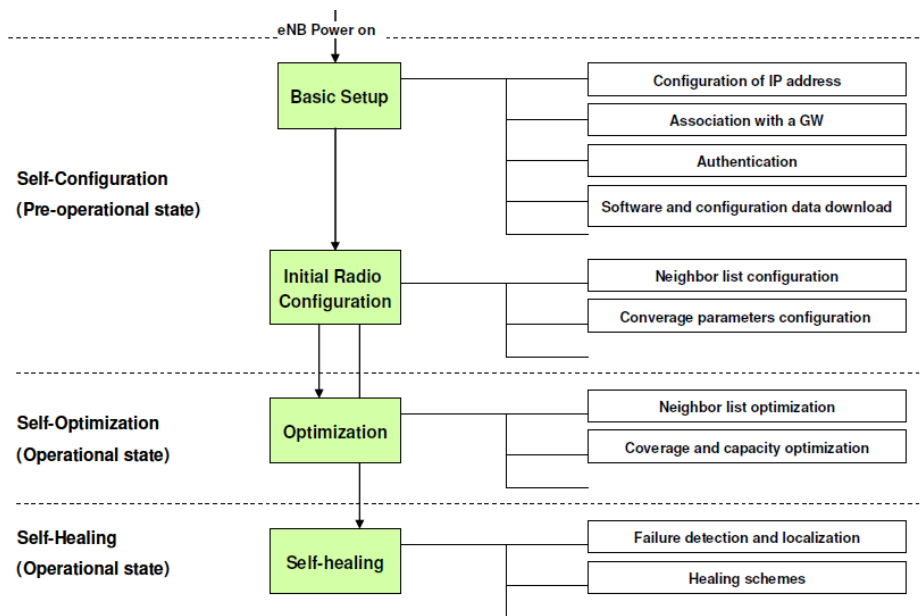 eNB Power on
Basic Setup
Configuration of IP address
Association with a GW
Authentication
Software and configuration data download
Self-Configuration
(Pre-operational state)
Initial Radio
Configuration
Neighbor list configuration
Converage parameters configuration
Self-Optimization
(Operational state)
Optimization
Neighbor list optimization
Coverage and capacity optimization
Self-Healing
(Operational state)
Self-healing
Failure detection and localization
Healing schemes